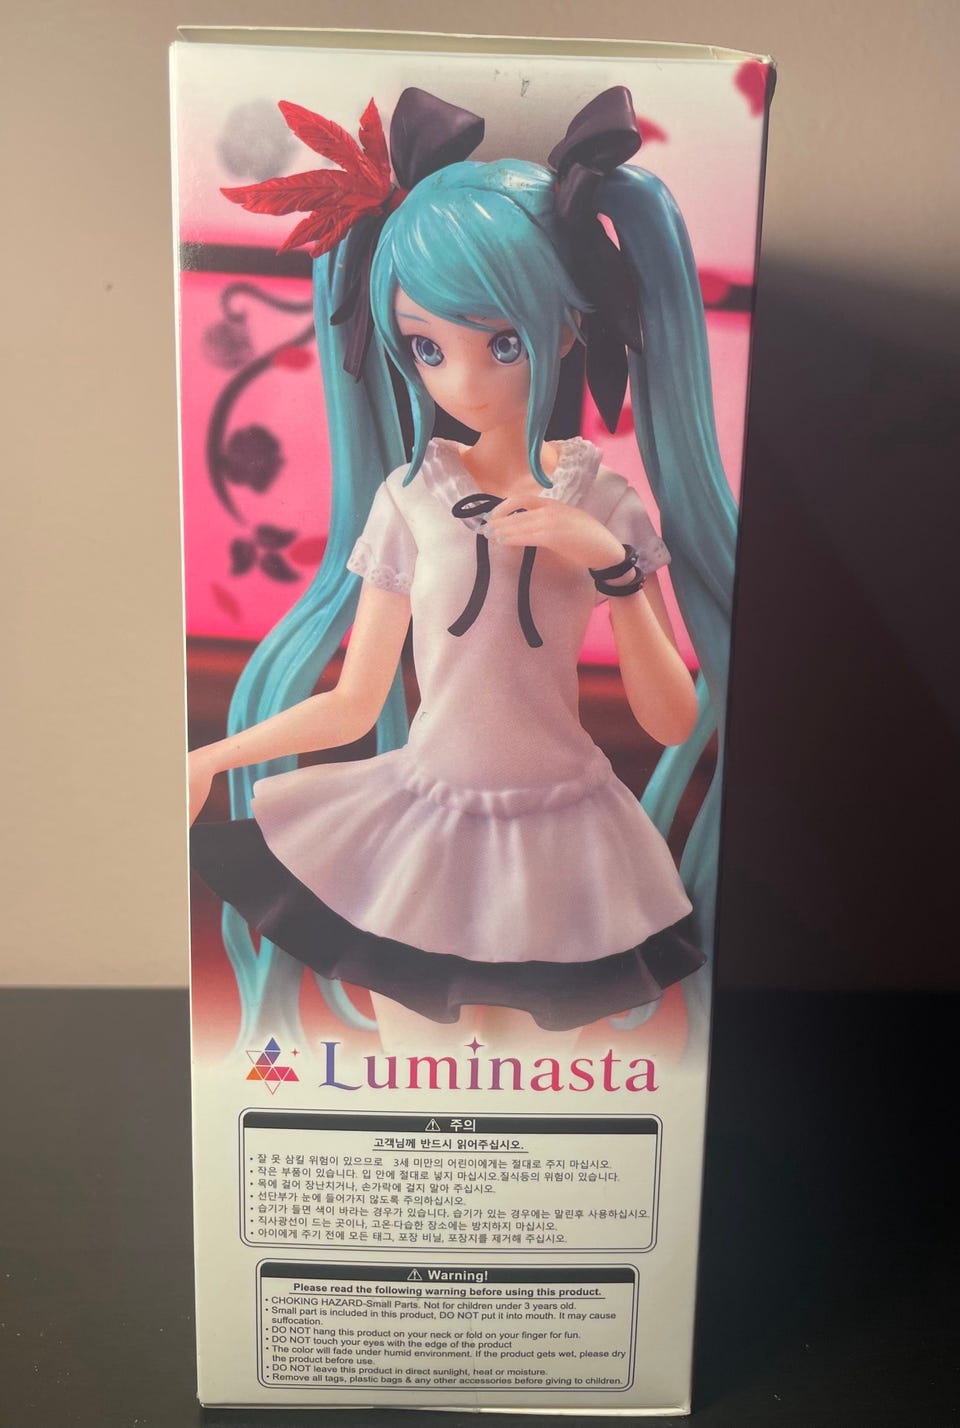 Luminasta
⚠ 주의
고객님께 반드시 읽어주십시오.
• 잘 못 삼킬 위험이 있으므로 3세 미만의 어린이에게는 절대로 주지 마십시오.
• 작은 부품이 있습니다. 입 안에 절대로 넣지 마십시오.질식등의 위험이 있습니다.
• 목에 걸어 장난치거나, 손가락에 걸지 말아 주십시오.
• 선단부가 눈에 들어가지 않도록 주의하십시오.
• 습기가 들면 색이 바라는 경우가 있습니다. 습기가 있는 경우에는 말린후 사용하십시오.
• 직사광선이 드는 곳이나, 고온·다습한 장소에는 방치하지 마십시오.
• 아이에게 주기 전에 모든 태그, 포장 비닐, 포장지를 제거해 주십시오.
⚠ Warning!
Please read the following warning before using this product.
• CHOKING HAZARD-Small Parts. Not for children under 3 years old.
• Small part is included in this product, DO NOT put it into mouth. It may cause
suffocation.
• DO NOT hang this product on your neck or fold on your finger for fun.
• DO NOT touch your eyes with the edge of the product
• The color will fade under humid environment. If the product gets wet, please dry
the product before use.
• DO NOT leave this product in direct sunlight, heat or moisture.
• Remove all tags, plastic bags & any other accessories before giving to children.